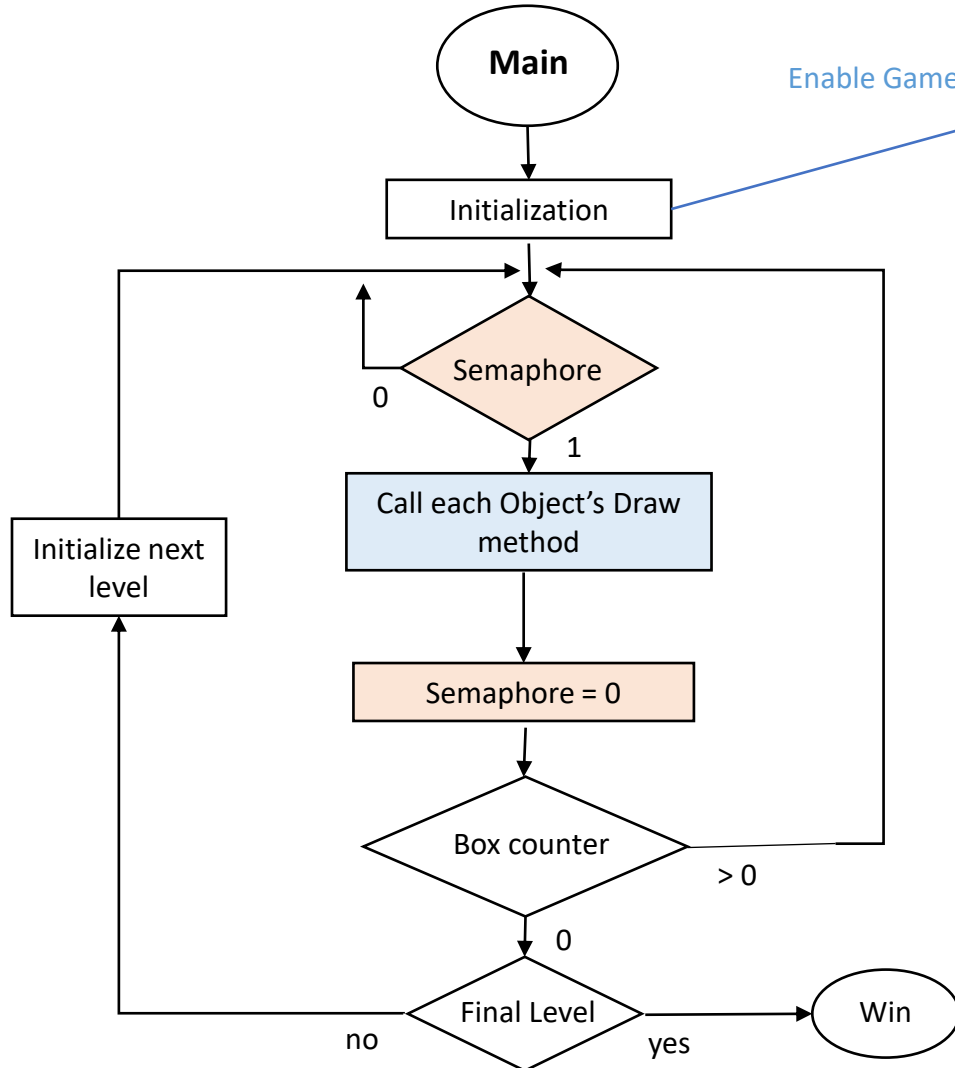 Main
Enable Game
Initialization
Semaphore
0
1
Call each Object's Draw
method
Initialize next
level
Semaphore = 0
Box counter
> 0
0
Final Level
no
yes
Win